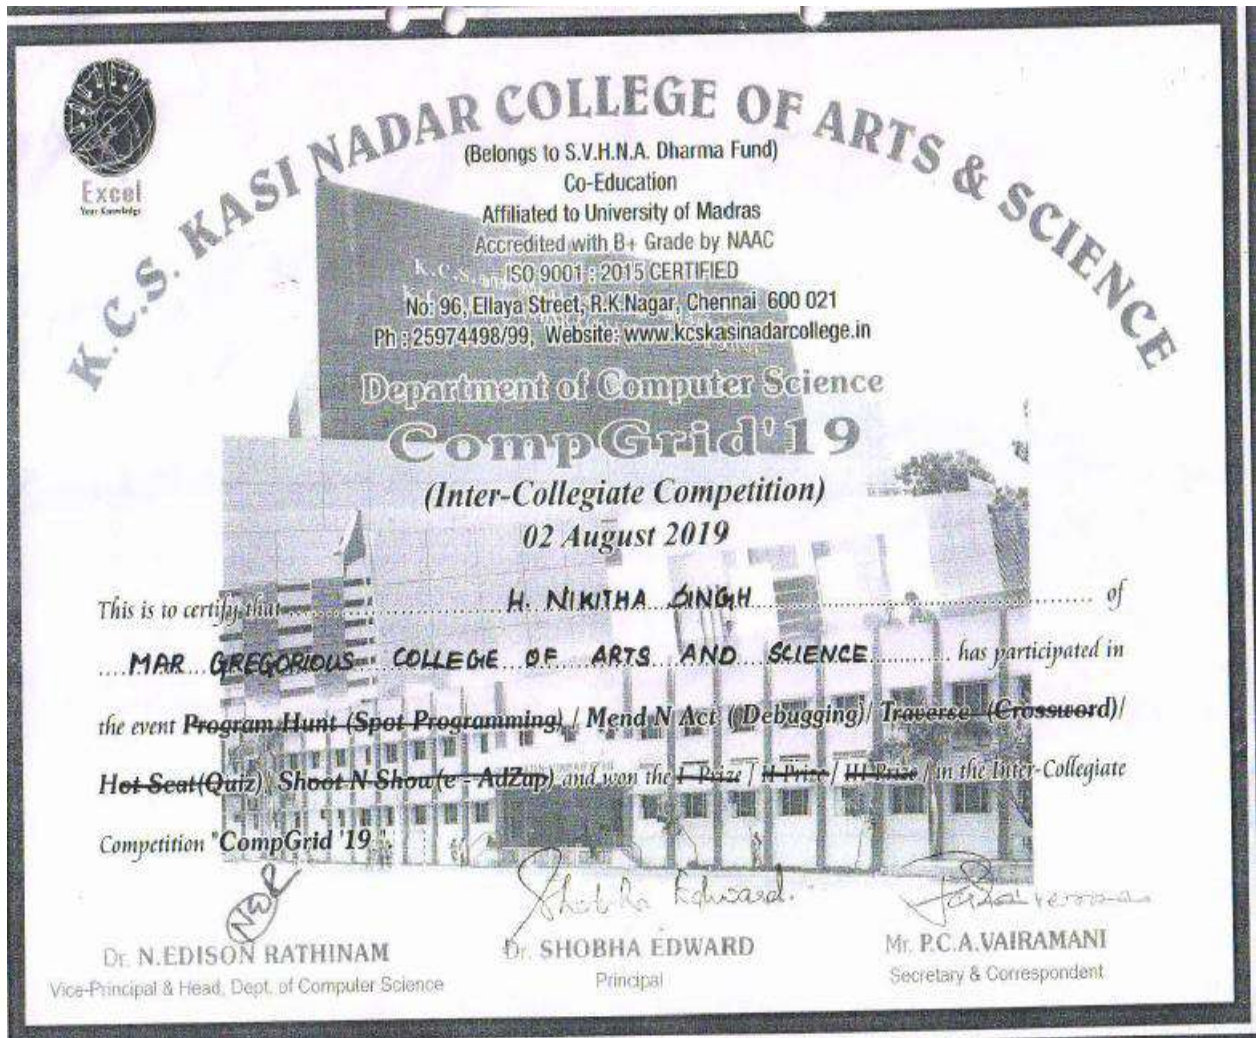 K.C.S. KASI NADAR COLLEGE OF ARTS & SCIENCE
Excel
Your Knowledge
(Belongs to S.V.H.N.A. Dharma Fund)
Co-Education
Affiliated to University of Madras
Accredited with B+ Grade by NAAC
ISO 9001 : 2015 CERTIFIED
No: 96, Ellaya Street, R.K.Nagar, Chennai 600 021
Ph : 25974498/99, Website: www.kcskasinadarcollege.in
Department of Computer Science
CompGrid'19
(Inter-Collegiate Competition)
02 August 2019
This is to certify that H. NIKITHA SINGH of
MAR GREGORIOUS COLLEGE OF ARTS AND SCIENCE has participated in
the event Program Hunt (Spot Programming) / Mend N Act (Debugging)/ Traverse (Crossword)/
Hot Seat(Quiz)/ Shoot N Show(e - AdZap) and won the I Prize / II Prize / III Prize / in the Inter-Collegiate
Competition "CompGrid '19."
NER Shobha Edward.
Dr. N.EDISON RATHINAM Dr. SHOBHA EDWARD Mr. P.C.A.VAIRAMANI
Vice-Principal & Head, Dept. of Computer Science Principal Secretary & Correspondent